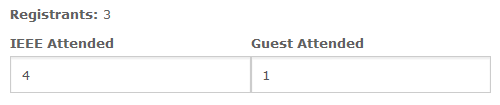 Registrants: 3
IEEE Attended Guest Attended
4 1